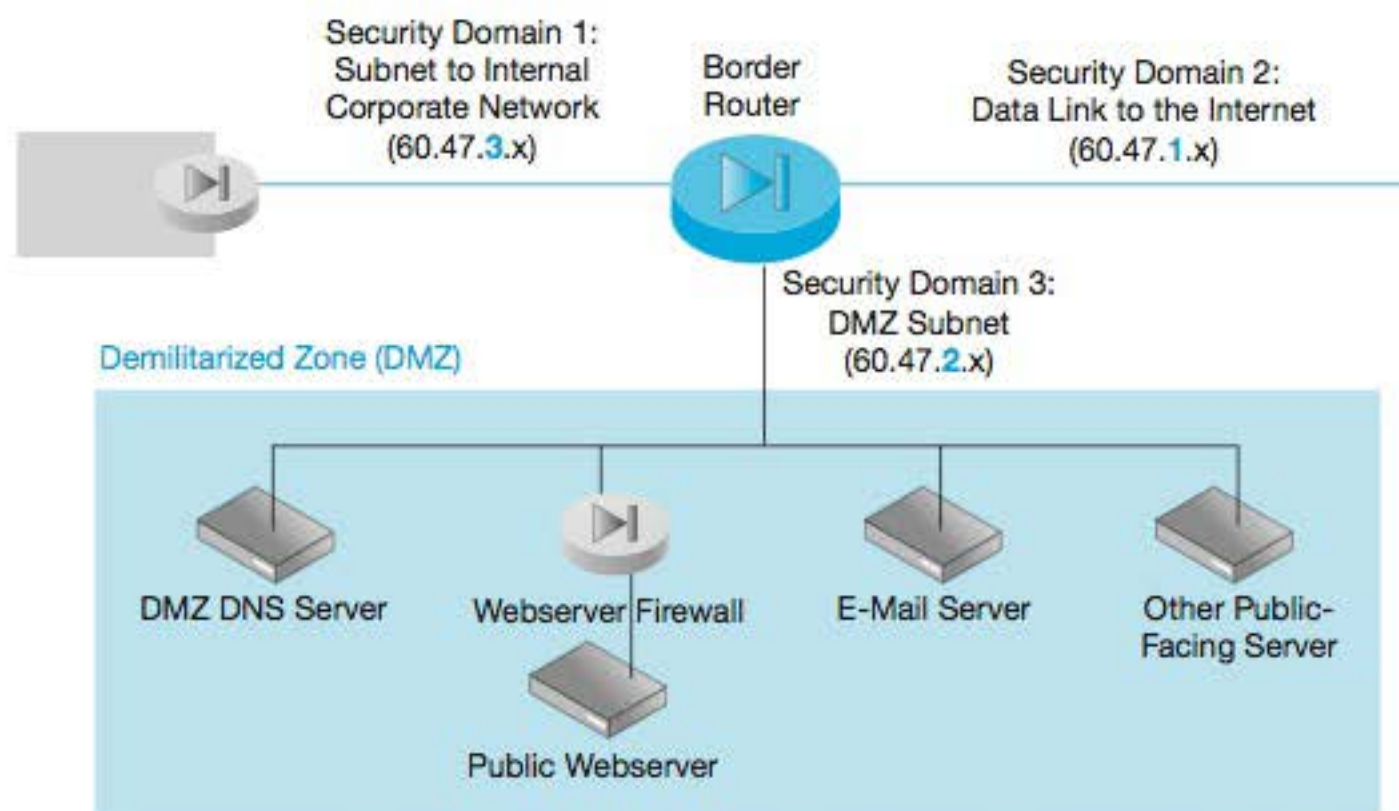 Security Domain 1:
Subnet to Internal
Corporate Network
(60.47.3.x)
Border
Router
Security Domain 2:
Data Link to the Internet
(60.47.1.x)
Security Domain 3:
DMZ Subnet
(60.47.2.x)
Demilitarized Zone (DMZ)
DMZ DNS Server
Webserver Firewall
E-Mail Server
Other Public-
Facing Server
Public Webserver